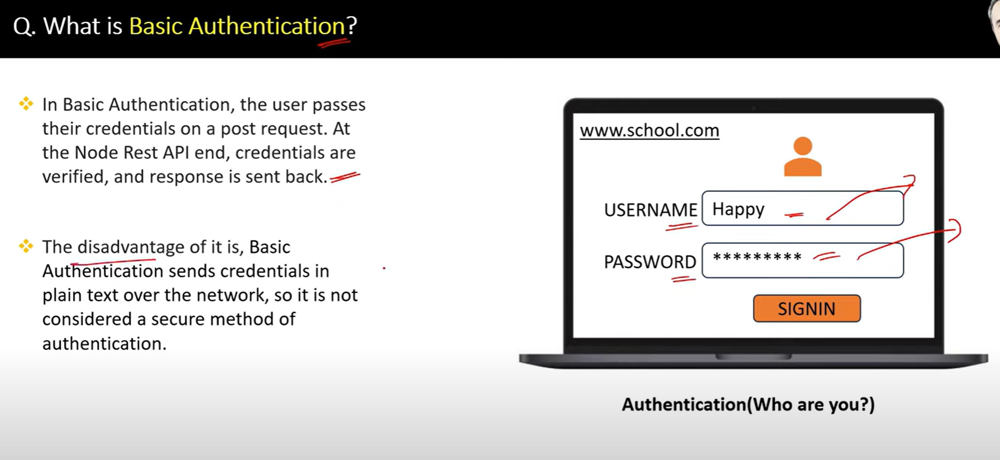 Q. What is Basic Authentication?
In Basic Authentication, the user passes
their credentials on a post request. At
the Node Rest API end, credentials are
verified, and response is sent back.
The disadvantage of it is, Basic
Authentication sends credentials in
plain text over the network, so it is not
considered a secure method of
authentication.
www.school.com
USERNAME Happy
PASSWORD *********
SIGNIN
Authentication(Who are you?)